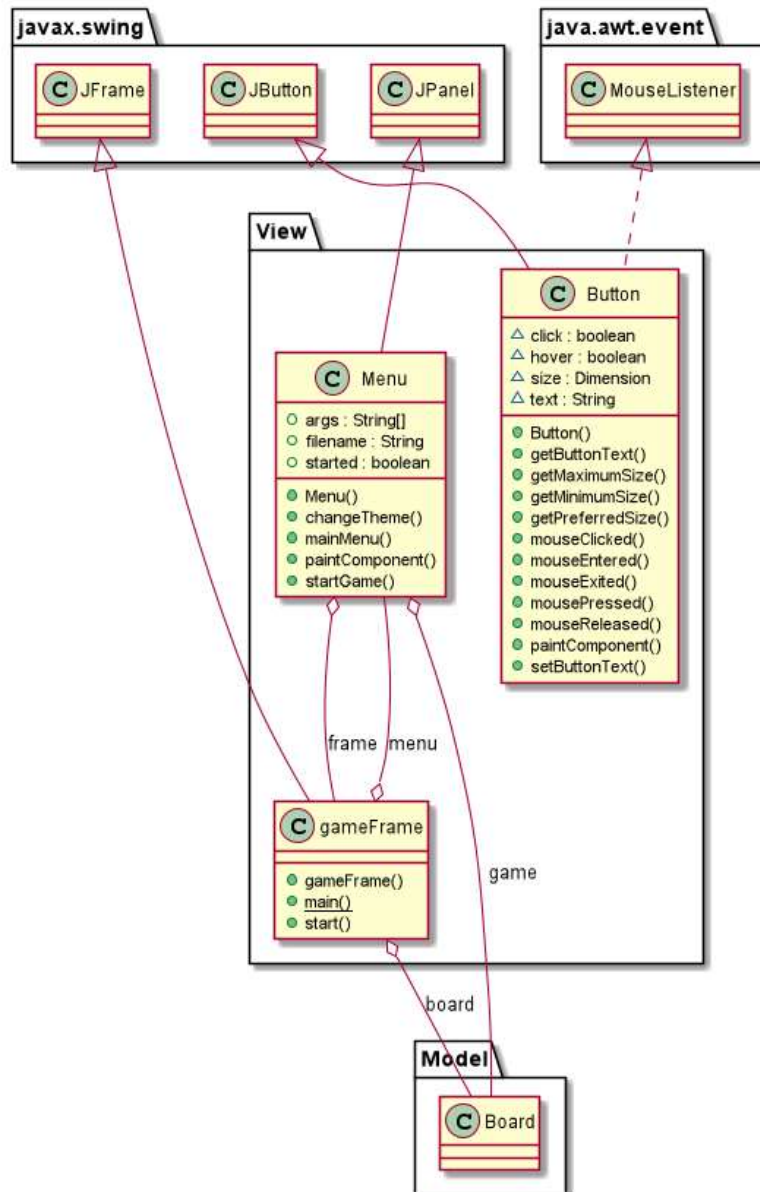 javax.swing
java.awt.event
C JFrame
C JButton
C JPanel
C MouseListener
View
C Button
click : boolean
hover : boolean
size : Dimension
text : String
Button()
getButtonText()
getMaximumSize()
getMinimumSize()
getPreferredSize()
mouseClicked()
mouseEntered()
mouseExited()
mousePressed()
mouseReleased()
paintComponent()
setButtonText()
C Menu
args : String[]
filename : String
started : boolean
Menu()
changeTheme()
mainMenu()
paintComponent()
startGame()
frame
menu
C gameFrame
gameFrame()
main()
start()
game
board
Model
C Board